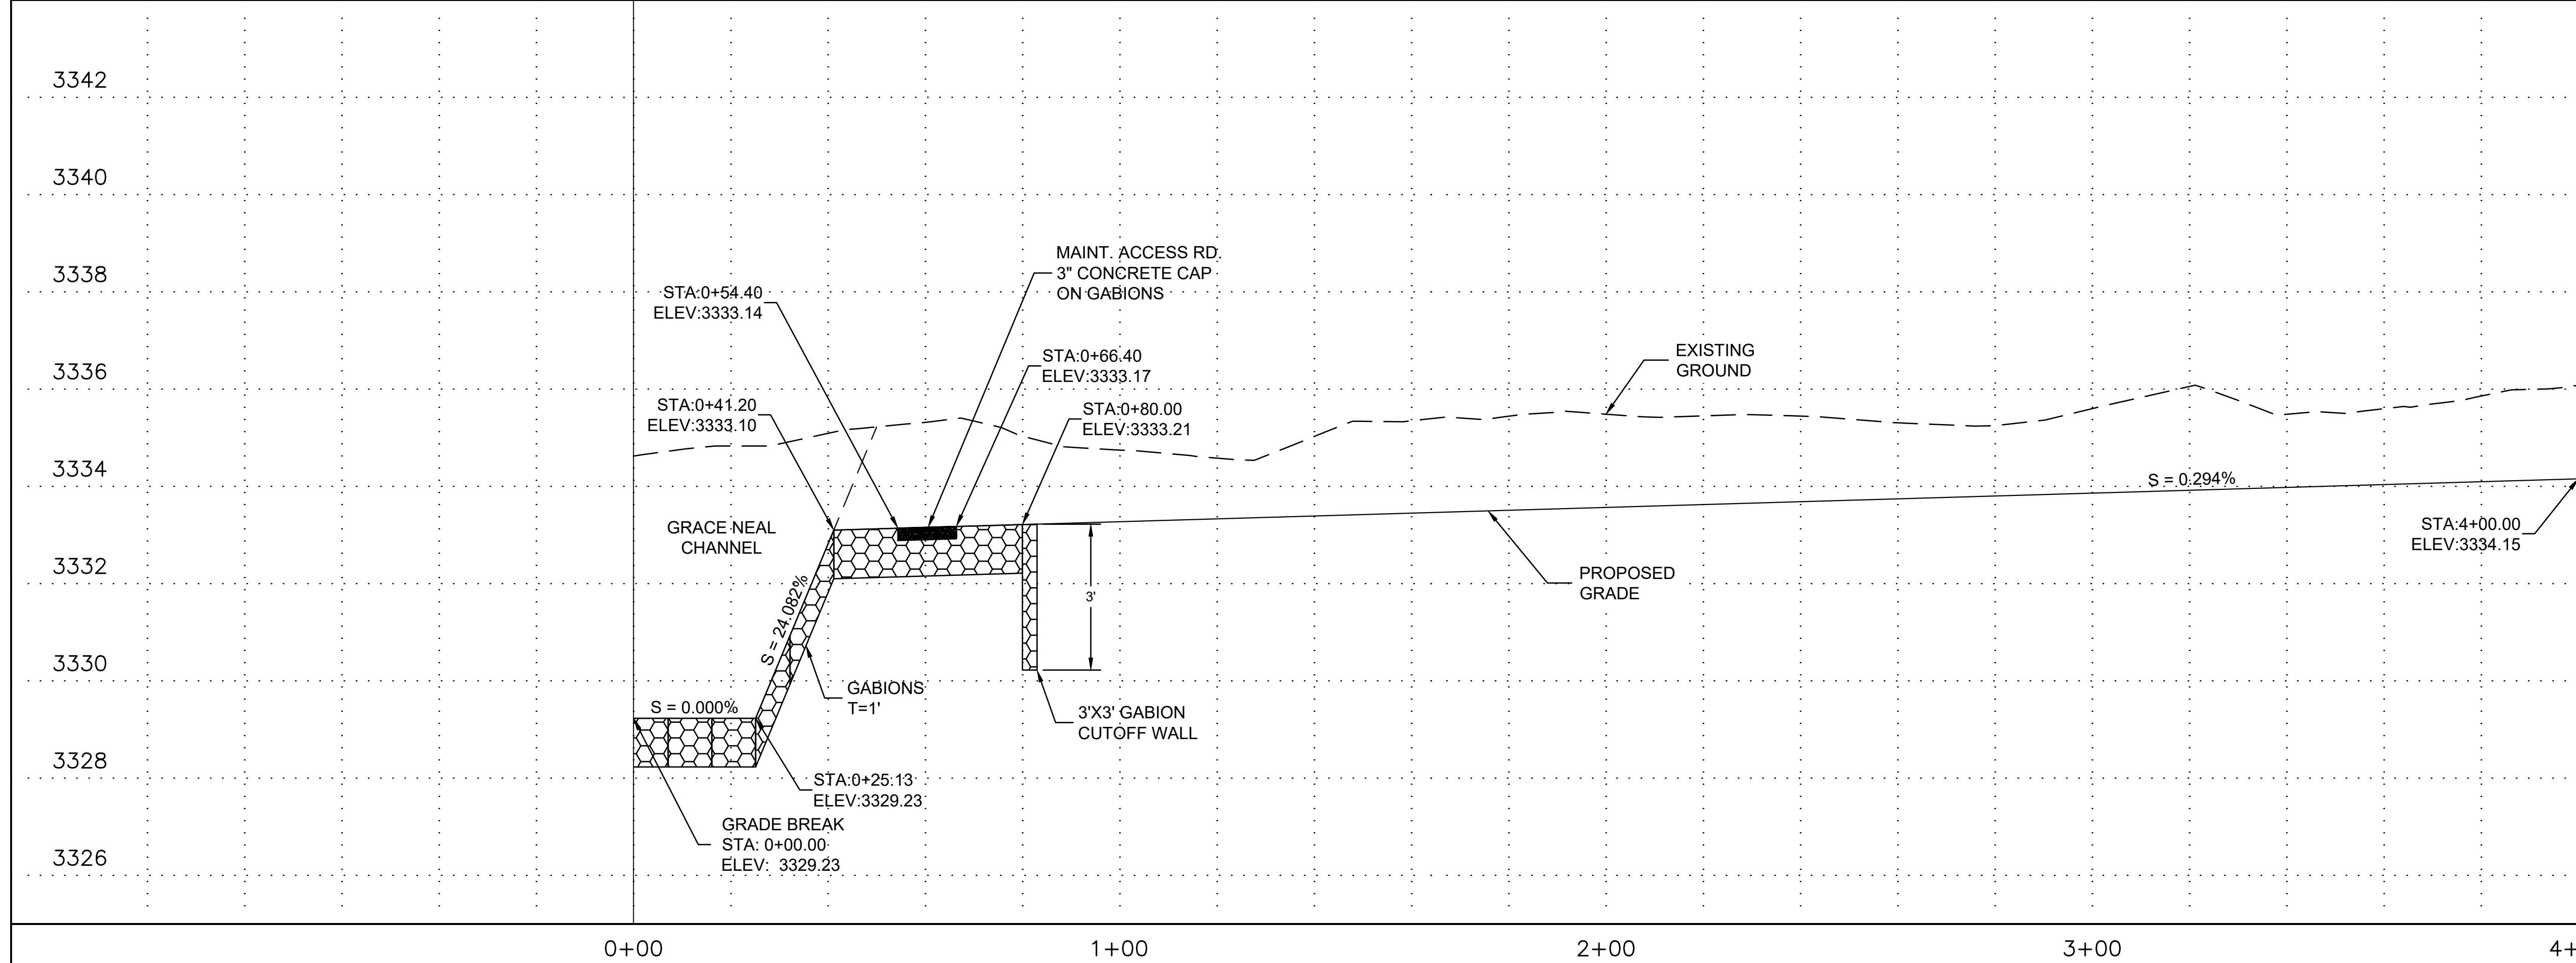 3342
3340
3338
3336
3334
3332
3330
3328
3326
MAINT. ACCESS RD.
3" CONCRETE CAP
ON GABIONS
STA:0+54.40
ELEV:3333.14
STA:0+66.40
ELEV:3333.17
STA:0+41.20
ELEV:3333.10
STA:0+80.00
ELEV:3333.21
EXISTING
GROUND
GRACE NEAL
CHANNEL
S = 24.082%
S = 0.294%
STA:4+00.00
ELEV:3334.15
PROPOSED
GRADE
3'
GABIONS
T=1'
S = 0.000%
3'X3' GABION
CUTOFF WALL
STA:0+25.13
ELEV:3329.23
GRADE BREAK
STA: 0+00.00
ELEV: 3329.23
0+00
1+00
2+00
3+00
4+